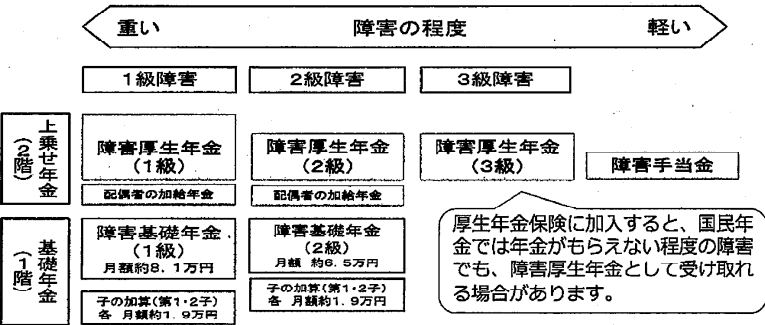 重い 障害の程度 軽い
1級障害 2級障害 3級障害
上乗せ年金
(2階)
障害厚生年金
(1級)
配偶者の加給年金
障害厚生年金
(2級)
配偶者の加給年金
障害厚生年金
(3級)
障害手当金
基礎年金
(1階)
障害基礎年金
(1級)
月額約8.1万円
子の加算(第1・2子)
各 月額約1.9万円
障害基礎年金
(2級)
月額 約6.5万円
子の加算(第1・2子)
各 月額約1.9万円
厚生年金保険に加入すると、国民年
金では年金がもらえない程度の障害
でも、障害厚生年金として受け取れ
る場合があります。